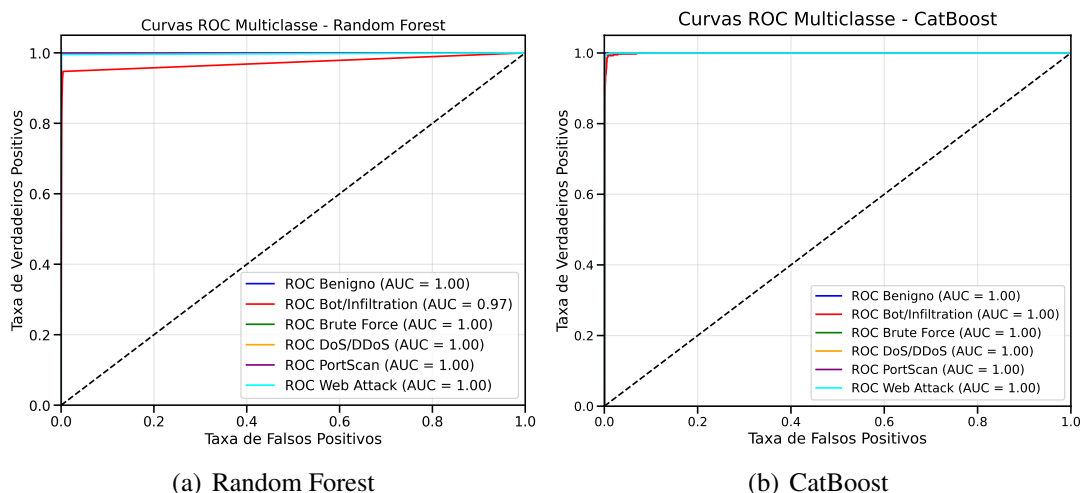 Curvas ROC Multiclasse - Random Forest
Taxa de Verdadeiros Positivos
1.0
0.8
0.6
0.4
0.2
0.0
ROC Benigno (AUC = 1.00)
ROC Bot/Infiltration (AUC = 0.97)
ROC Brute Force (AUC = 1.00)
ROC DoS/DDoS (AUC = 1.00)
ROC PortScan (AUC = 1.00)
ROC Web Attack (AUC = 1.00)
0.0 0.2 0.4 0.6 0.8 1.0
Taxa de Falsos Positivos
(a) Random Forest
Curvas ROC Multiclasse - CatBoost
Taxa de Verdadeiros Positivos
1.0
0.8
0.6
0.4
0.2
0.0
ROC Benigno (AUC = 1.00)
ROC Bot/Infiltration (AUC = 1.00)
ROC Brute Force (AUC = 1.00)
ROC DoS/DDoS (AUC = 1.00)
ROC PortScan (AUC = 1.00)
ROC Web Attack (AUC = 1.00)
0.0 0.2 0.4 0.6 0.8 1.0
Taxa de Falsos Positivos
(b) CatBoost